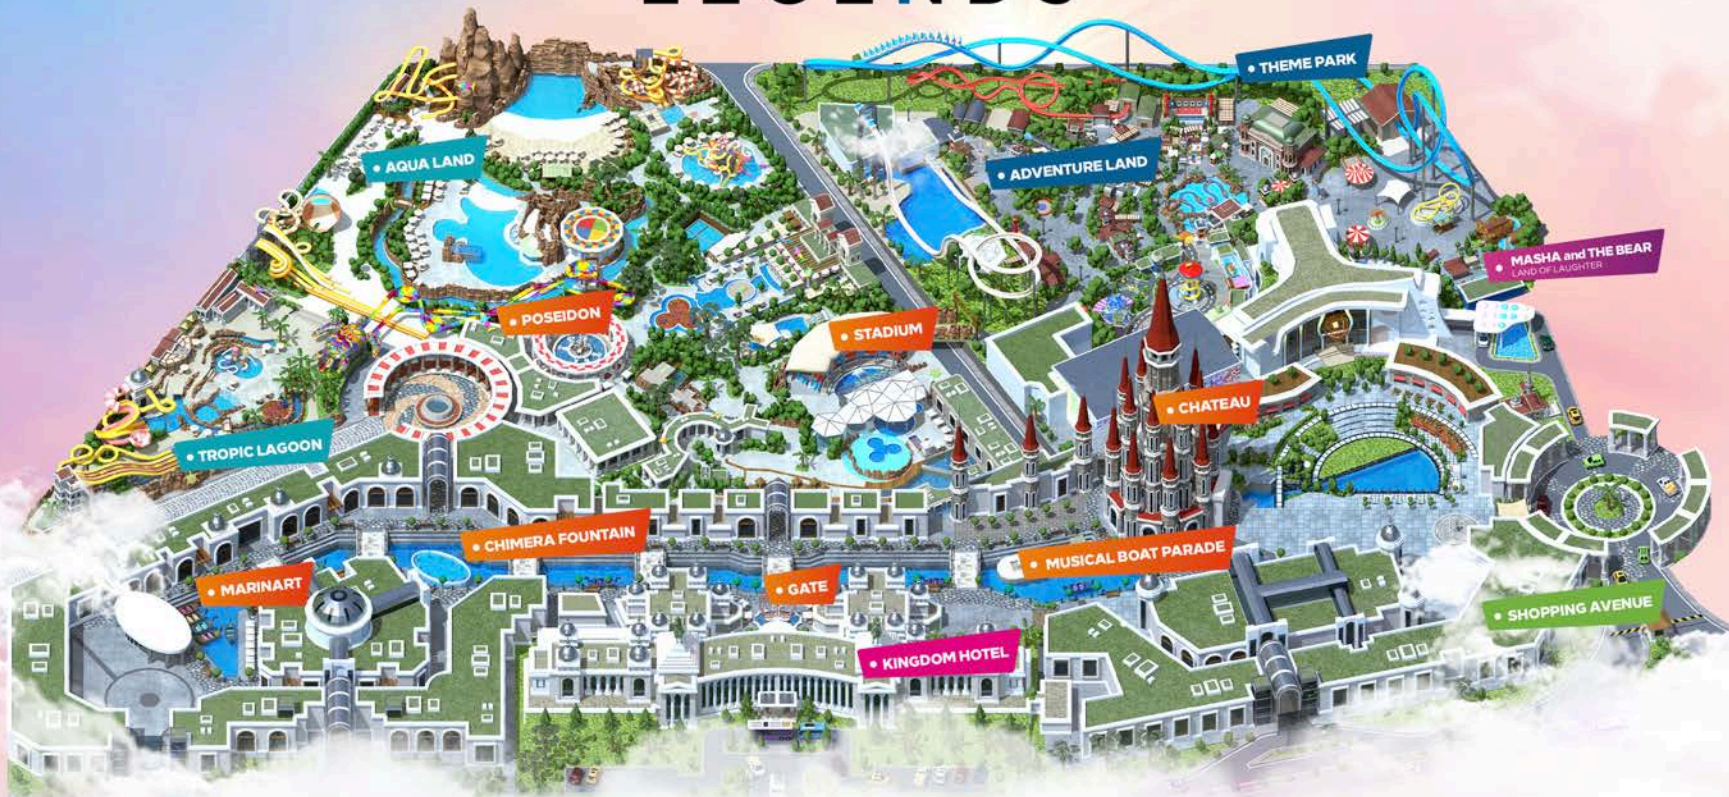 LEGENDS
THEME PARK
AQUA LAND
ADVENTURE LAND
MASHA and THE BEAR
LAND OF LAUGHTER
POSEIDON
STADIUM
CHATEAU
TROPIC LAGOON
CHIMERA FOUNTAIN
MUSICAL BOAT PARADE
MARINART
GATE
SHOPPING AVENUE
KINGDOM HOTEL